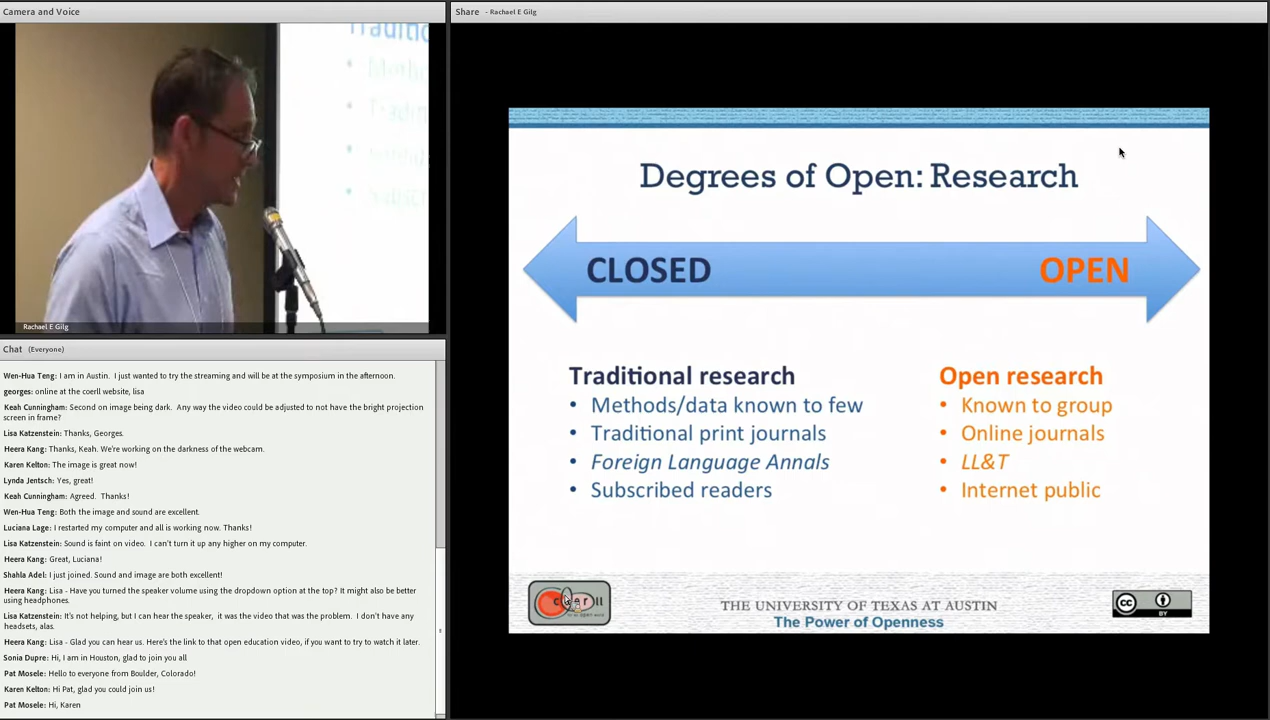 Camera and Voice
Rachael E Gilg
Chat (Everyone)
Wen-Hua Teng: I am in Austin. I just wanted to try the streaming and will be at the symposium in the afternoon.
georges: online at the coerll website, lisa
Keah Cunningham: Second on image being dark. Any way the video could be adjusted to not have the bright projection
screen in frame?
Lisa Katzenstein: Thanks, Georges.
Heera Kang: Thanks, Keah. We're working on the darkness of the webcam.
Karen Kelton: The image is great now!
Lynda Jentsch: Yes, great!
Keah Cunningham: Agreed. Thanks!
Wen-Hua Teng: Both the image and sound are excellent.
Luciana Lage: I restarted my computer and all is working now. Thanks!
Lisa Katzenstein: Sound is faint on video. I can't turn it up any higher on my computer.
Heera Kang: Great, Luciana!
Shahla Adel: I just joined. Sound and image are both excellent!
Heera Kang: Lisa - Have you turned the speaker volume using the dropdown option at the top? It might also be better
using headphones.
Lisa Katzenstein: It's not helping, but I can hear the speaker, it was the video that was the problem. I don't have any
headsets, alas.
Heera Kang: Lisa - Glad you can hear us. Here's the link to that open education video, if you want to try to watch it later.
Sonia Dupre: Hi, I am in Houston, glad to join you all
Pat Mosele: Hello to everyone from Boulder, Colorado!
Karen Kelton: Hi Pat, glad you could join us!
Pat Mosele: Hi, Karen
Share - Rachael E Gilg
Degrees of Open: Research
CLOSED
OPEN
Traditional research
• Methods/data known to few
• Traditional print journals
• Foreign Language Annals
• Subscribed readers
Open research
• Known to group
• Online journals
• LL&T
• Internet public
THE UNIVERSITY OF TEXAS AT AUSTIN
The Power of Openness
cc
BY